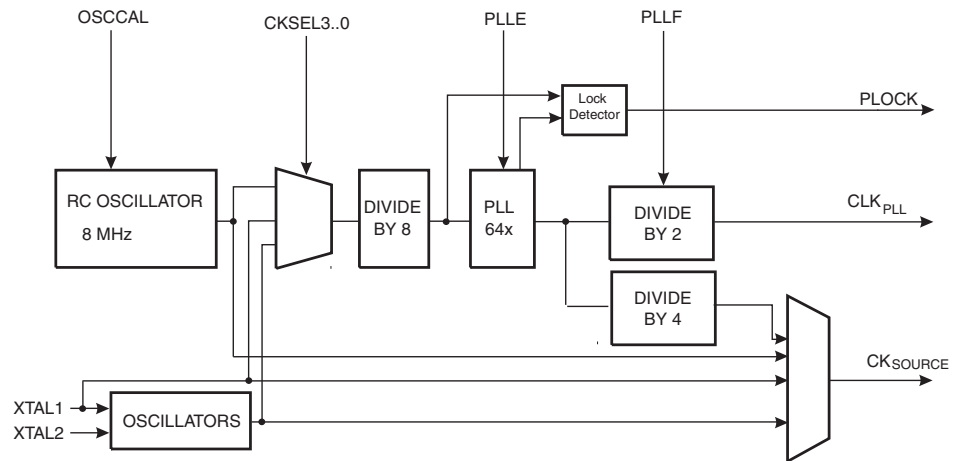 OSCCAL
CKSEL3..0
PLLE
PLLF
Lock
Detector
PLOCK
RC OSCILLATOR
8 MHz
DIVIDE
BY 8
PLL
64x
DIVIDE
BY 2
CLKPLL
DIVIDE
BY 4
CKSOURCE
XTAL1
XTAL2
OSCILLATORS